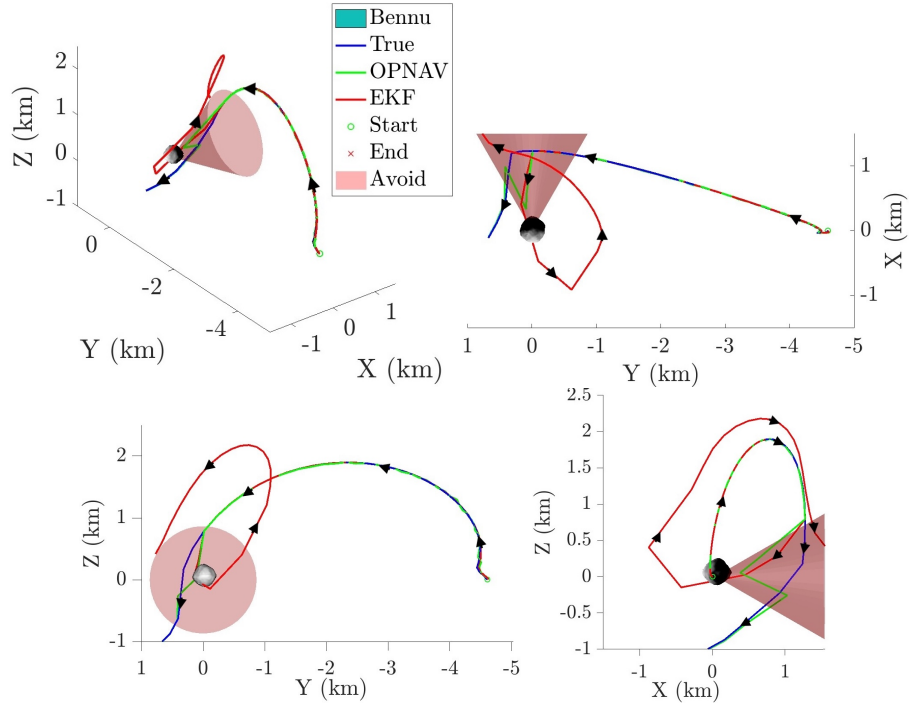 Bennu
True
OPNAV
EKF
Start
End
Avoid
2
1
0
-1
Z (km)
0
-2
-4
Y (km)
-1
0
1
X (km)
1
0
-1
X (km)
1
0
-1
-2
-3
-4
-5
Y (km)
2
1
0
-1
Z (km)
1
0
-1
-2
-3
-4
-5
Y (km)
2.5
2
1.5
1
0.5
0
-0.5
-1
Z (km)
-1
0
1
X (km)